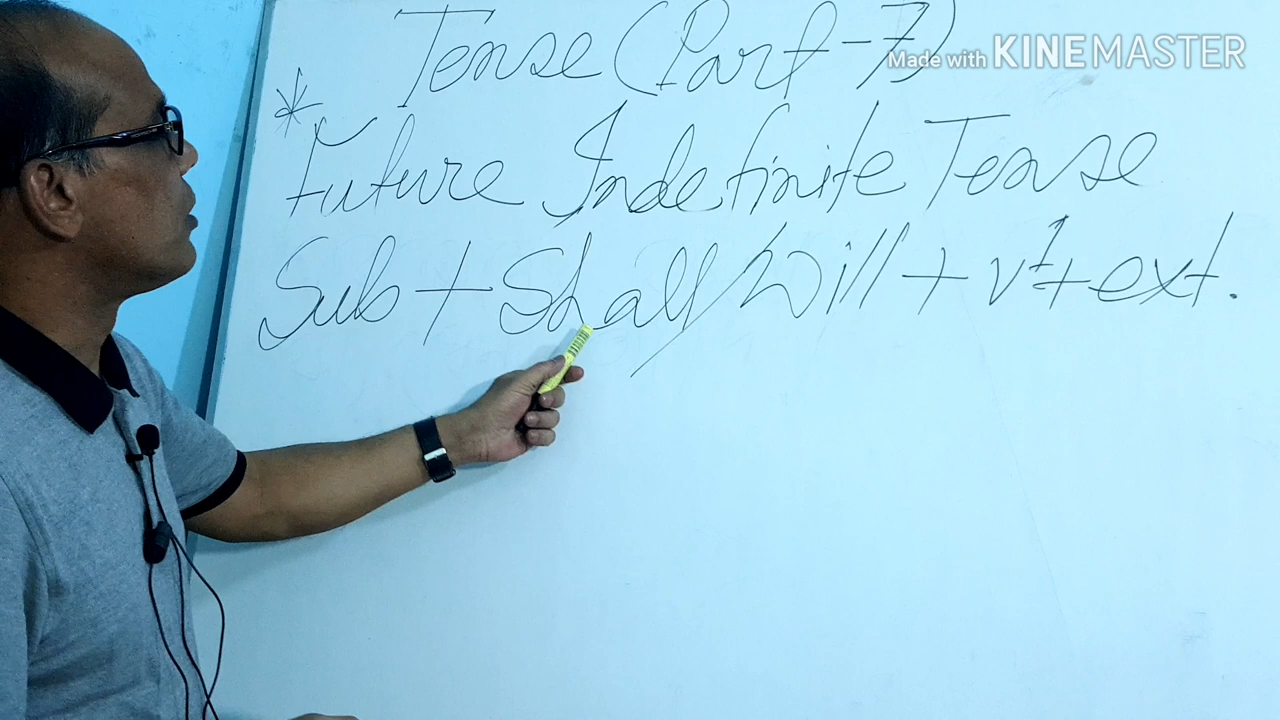 Tense (Part-7)
Made with KINEMASTER
* Future Indefinite Tense
Sub + Shall/Will + v1 + ext.